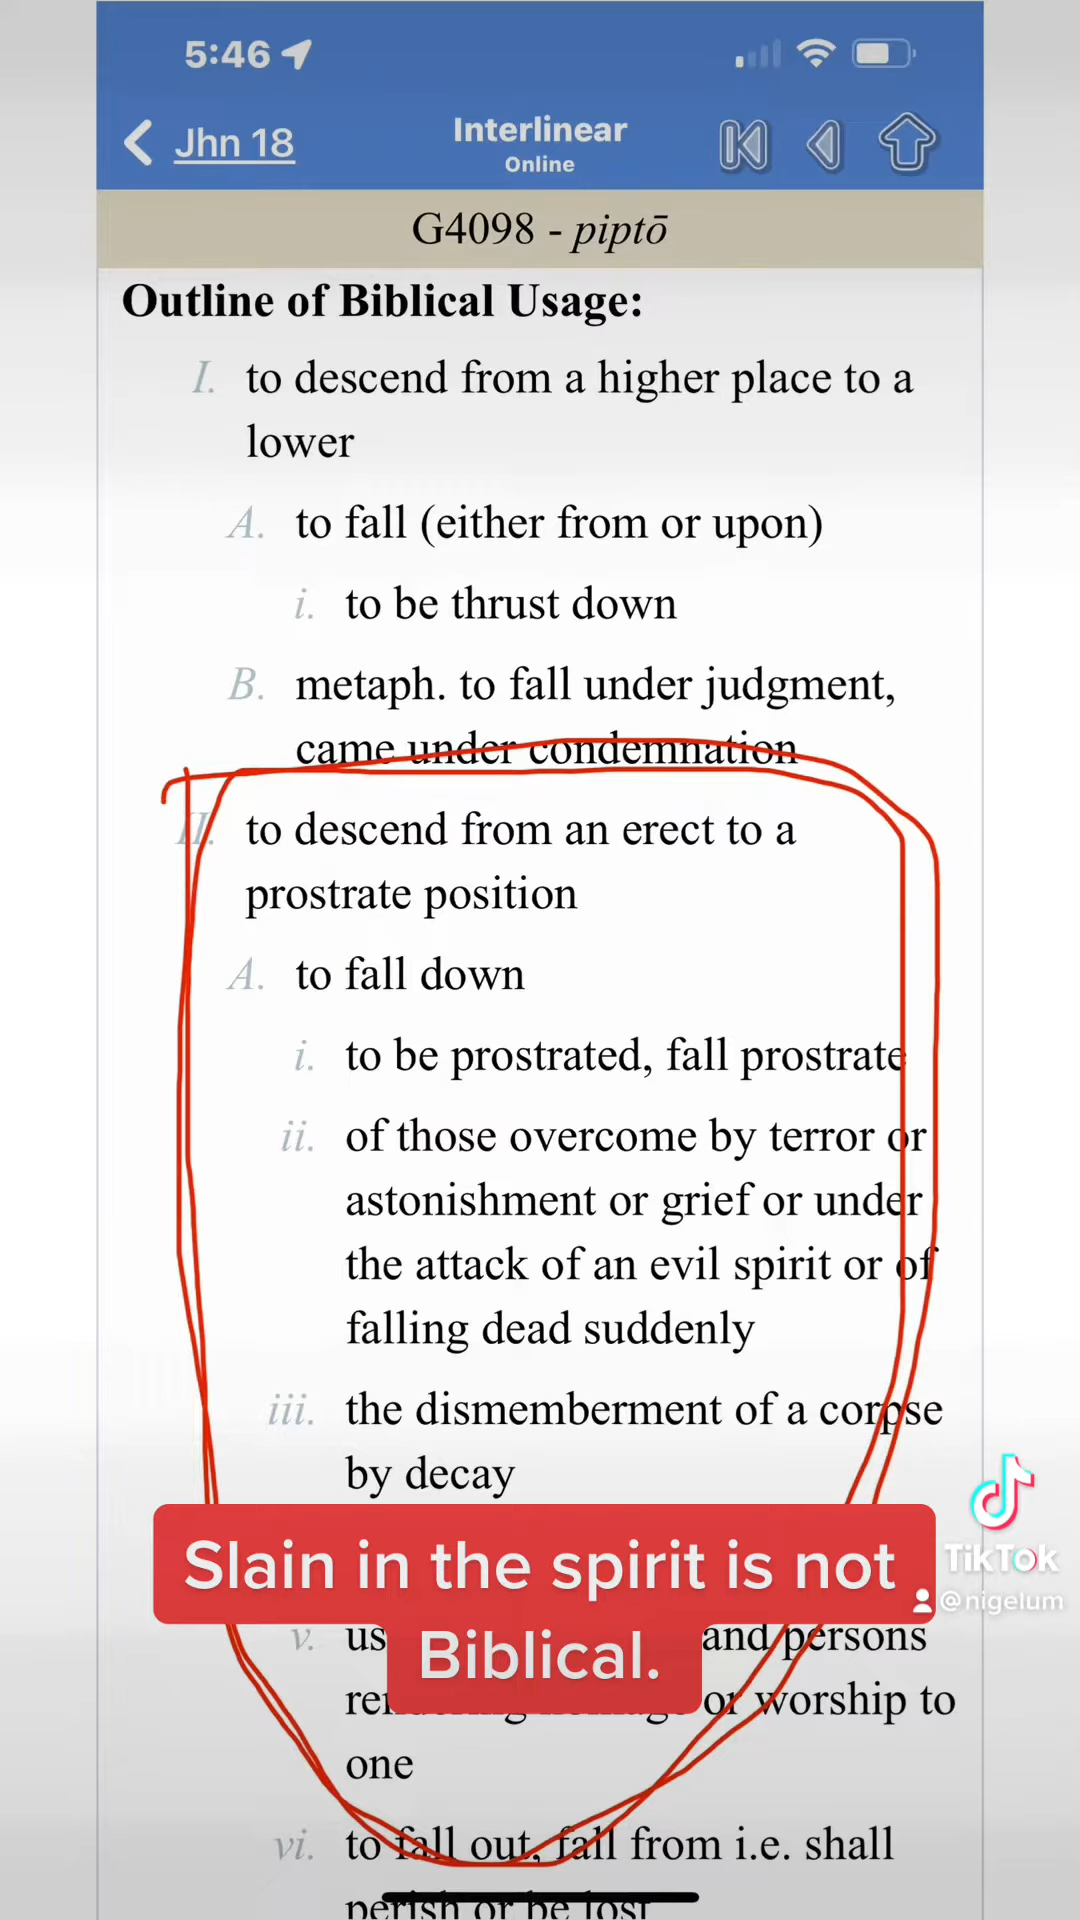 5:46
Jhn 18
Interlinear
Online
G4098 - piptō
Outline of Biblical Usage:
I. to descend from a higher place to a
lower
A. to fall (either from or upon)
i. to be thrust down
B. metaph. to fall under judgment,
came under condemnation
II. to descend from an erect to a
prostrate position
A. to fall down
i. to be prostrated, fall prostrate
ii. of those overcome by terror or
astonishment or grief or under
the attack of an evil spirit or of
falling dead suddenly
iii. the dismemberment of a corpse
by decay
Slain in the spirit is not
Biblical.
TikTok
@nigelum
v. and persons
or worship to
one
vi. to fall out, fall from i.e. shall
perish or be lost